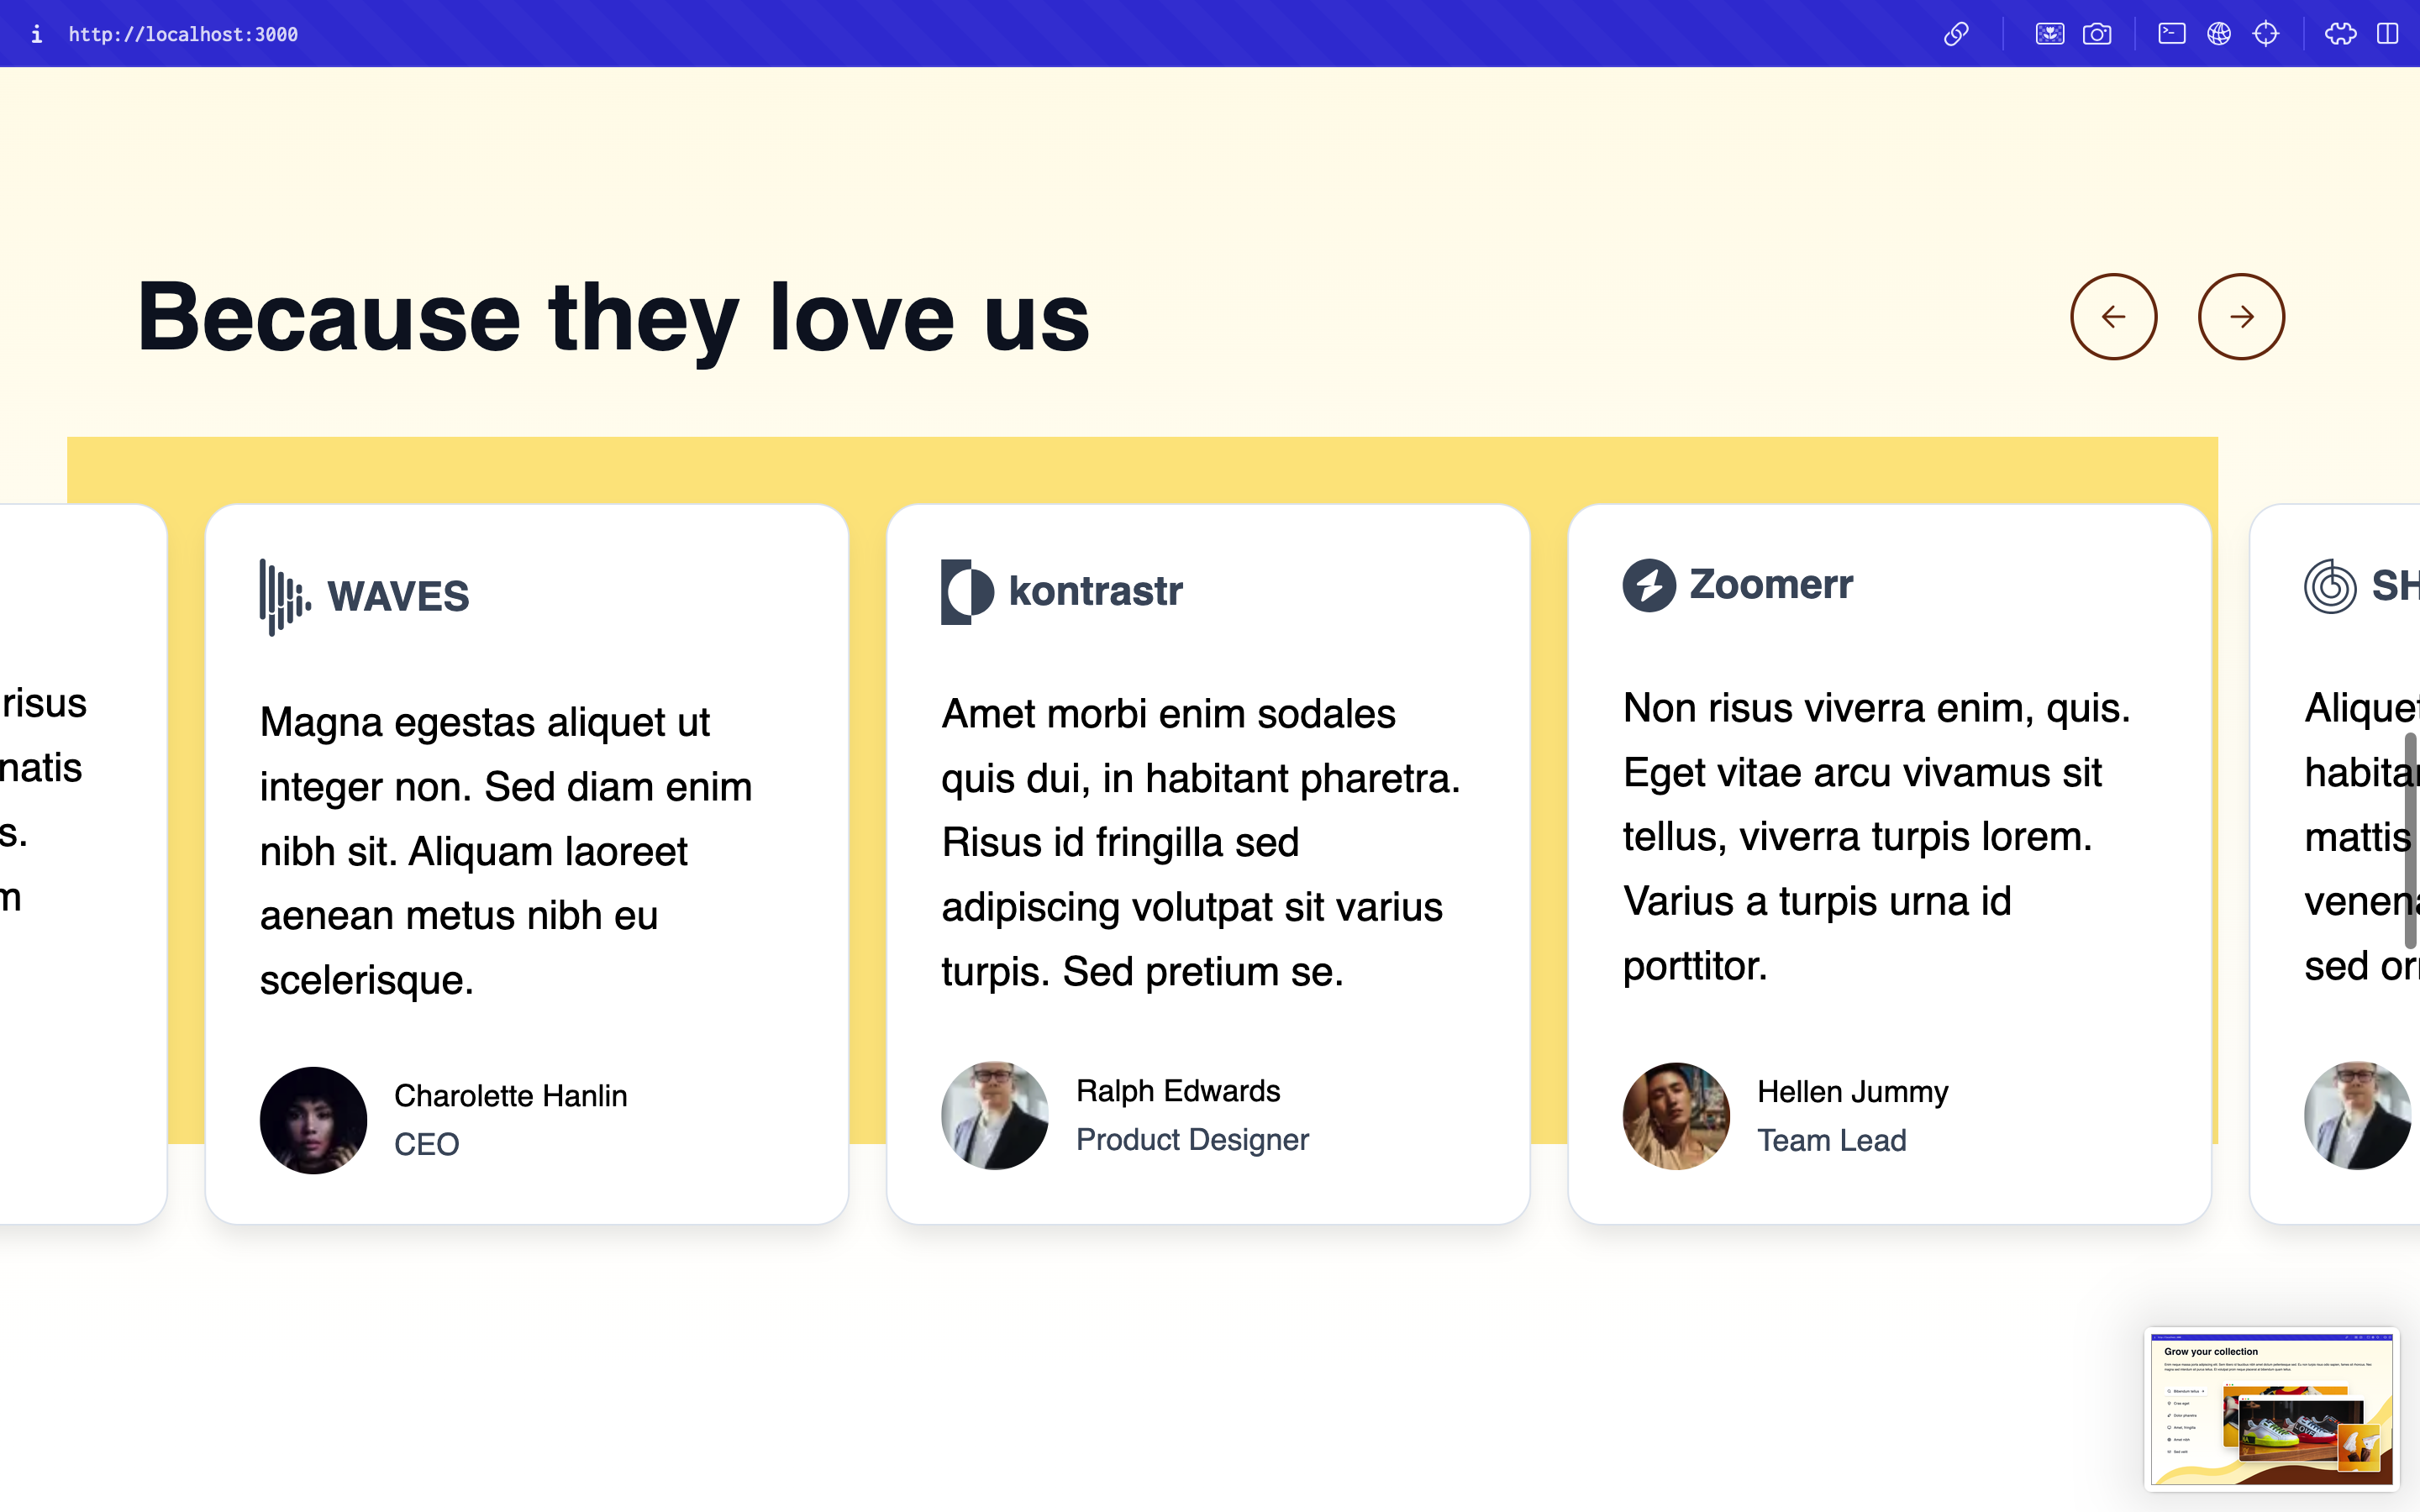 http://localhost:3000
Because they love us
risus
natis
s.
m
WAVES
Magna egestas aliquet ut
integer non. Sed diam enim
nibh sit. Aliquam laoreet
aenean metus nibh eu
scelerisque.
Charolette Hanlin
CEO
kontrastr
Amet morbi enim sodales
quis dui, in habitant pharetra.
Risus id fringilla sed
adipiscing volutpat sit varius
turpis. Sed pretium se.
Ralph Edwards
Product Designer
Zoomerr
Non risus viverra enim, quis.
Eget vitae arcu vivamus sit
tellus, viverra turpis lorem.
Varius a turpis urna id
porttitor.
Hellen Jummy
Team Lead
SH
Aliquet
habita
mattis
venen
sed or
Grow your collection